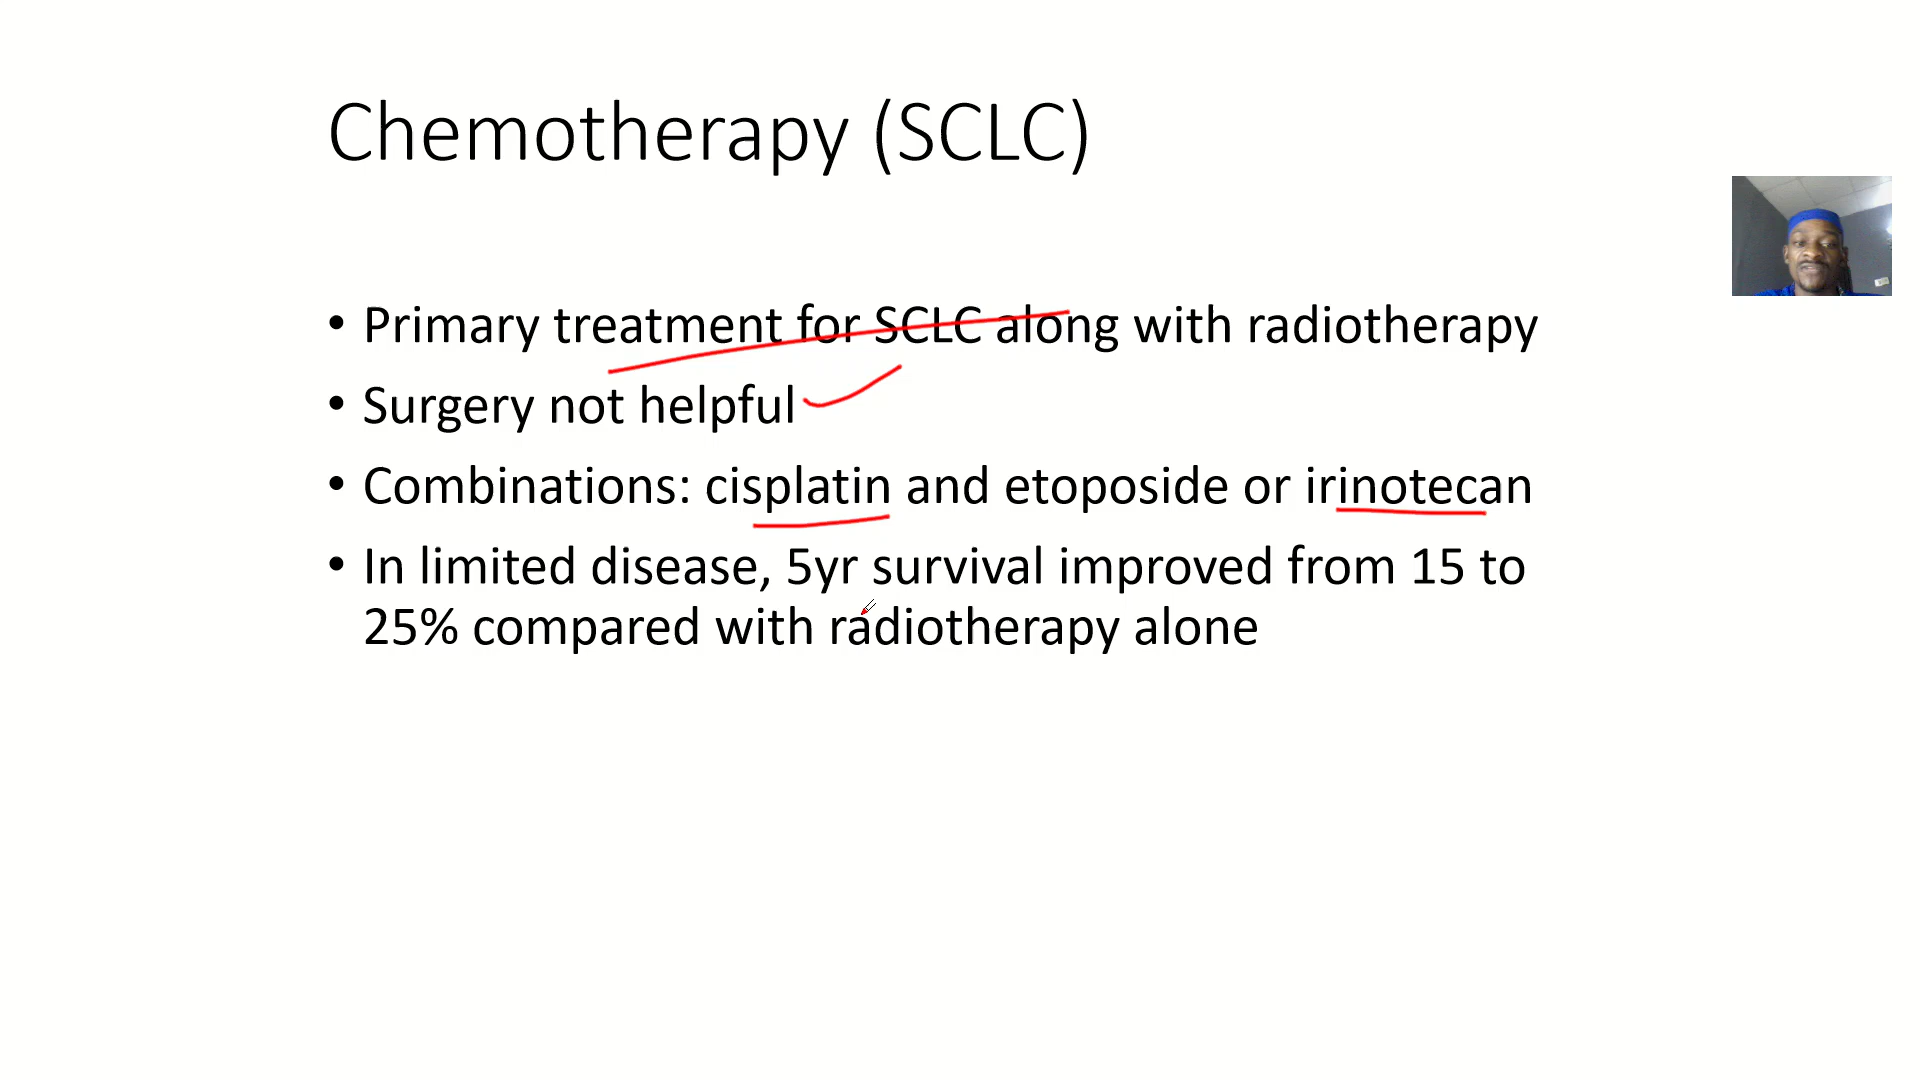 Chemotherapy (SCLC)
• Primary treatment for SCLC along with radiotherapy
• Surgery not helpful
• Combinations: cisplatin and etoposide or irinotecan
• In limited disease, 5yr survival improved from 15 to
25% compared with radiotherapy alone